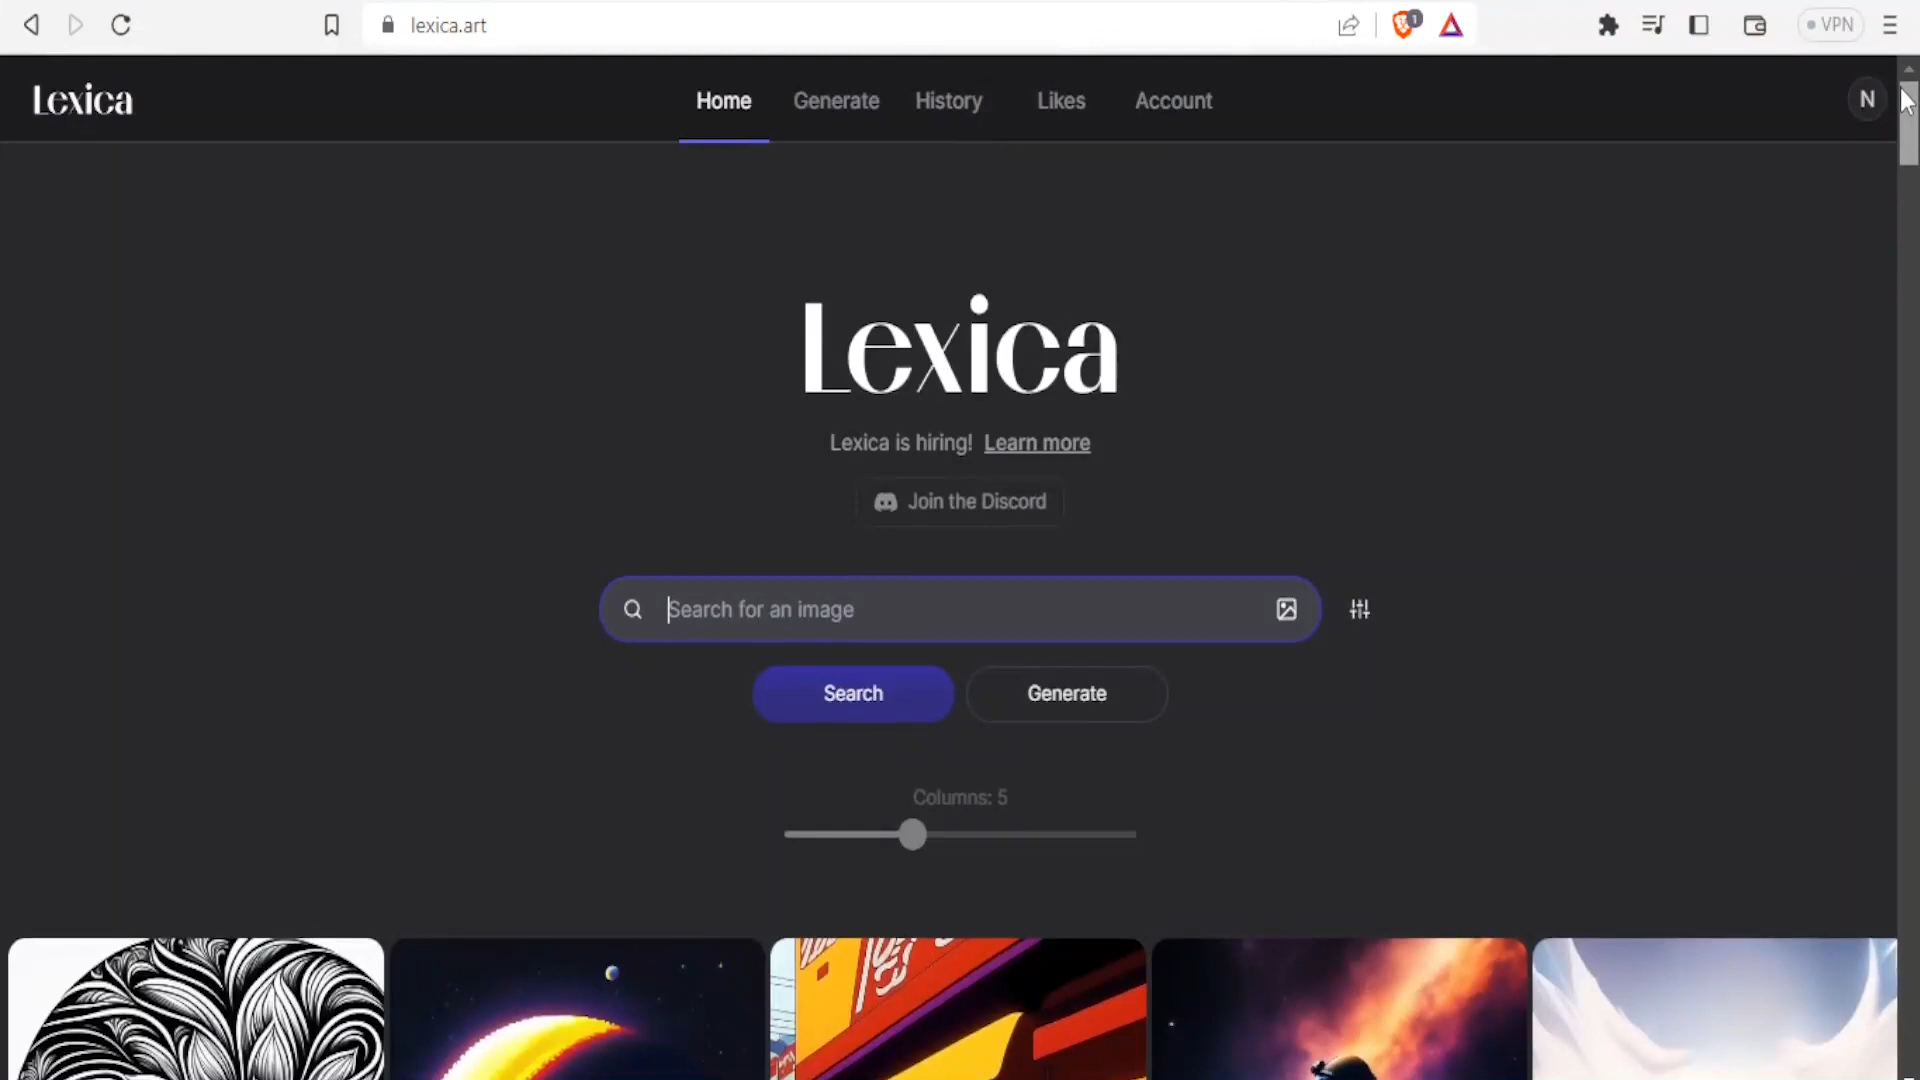 lexica.art
1
VPN
Lexica
Home
Generate
History
Likes
Account
N
Lexica
Lexica is hiring! Learn more
Join the Discord
Search for an image
Search
Generate
Columns: 5